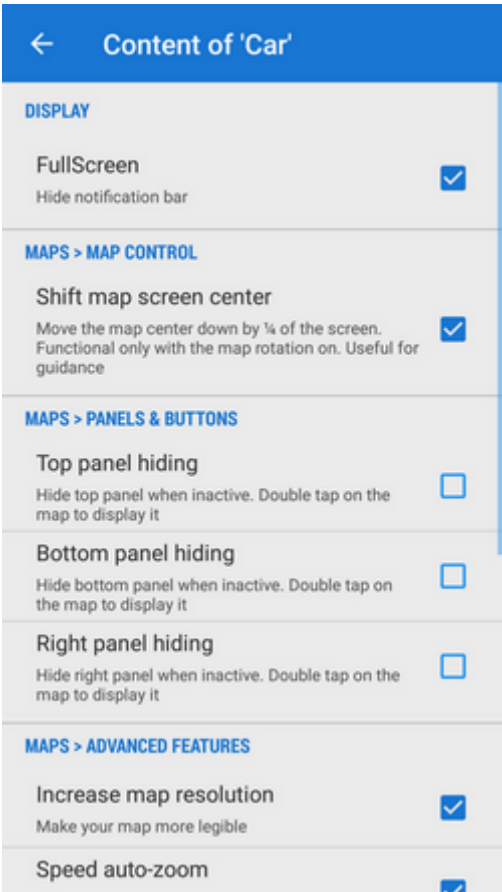 Content of 'Car'
DISPLAY
FullScreen
Hide notification bar
MAPS > MAP CONTROL
Shift map screen center
Move the map center down by ¼ of the screen.
Functional only with the map rotation on. Useful for
guidance
MAPS > PANELS & BUTTONS
Top panel hiding
Hide top panel when inactive. Double tap on the
map to display it
Bottom panel hiding
Hide bottom panel when inactive. Double tap on
the map to display it
Right panel hiding
Hide right panel when inactive. Double tap on the
map to display it
MAPS > ADVANCED FEATURES
Increase map resolution
Make your map more legible
Speed auto-zoom